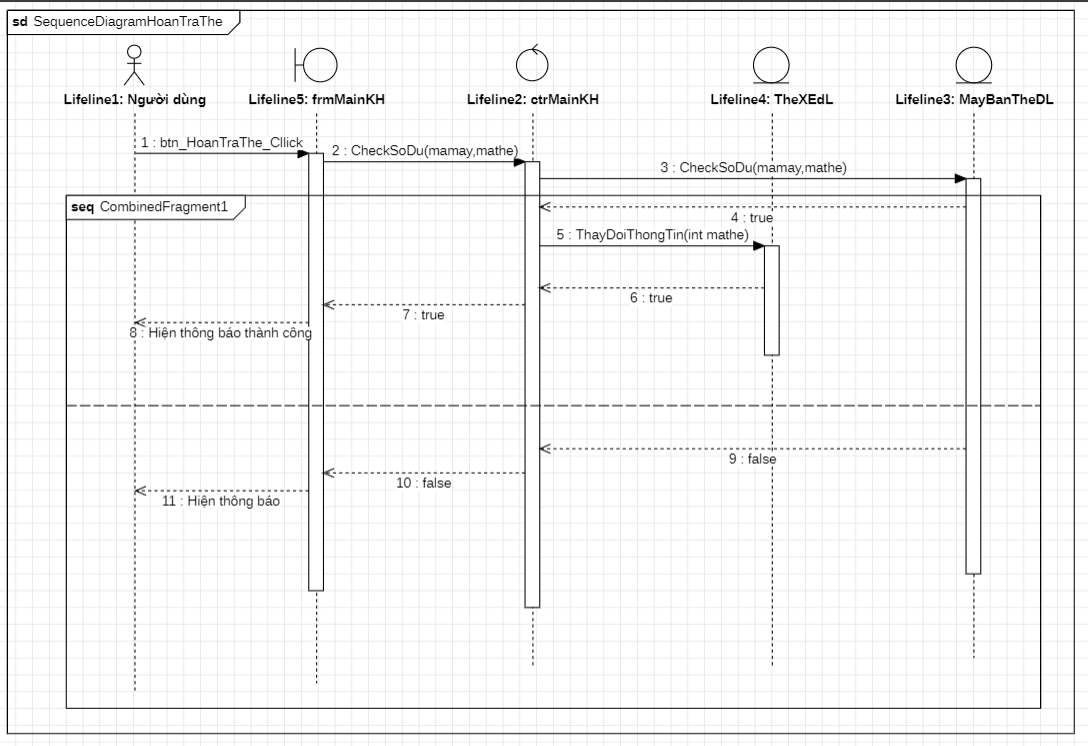 sd SequenceDiagramHoanTraThe
Lifeline1: Người dùng
Lifeline5: frmMainKH
Lifeline2: ctrMainKH
Lifeline4: TheXEdL
Lifeline3: MayBanTheDL
1 : btn_HoanTraThe_Cllick
2 : CheckSoDu(mamay,mathe)
3 : CheckSoDu(mamay,mathe)
seq CombinedFragment1
4 : true
5 : ThayDoiThongTin(int mathe)
6 : true
7 : true
8 : Hiện thông báo thành công
9 : false
10 : false
11 : Hiện thông báo